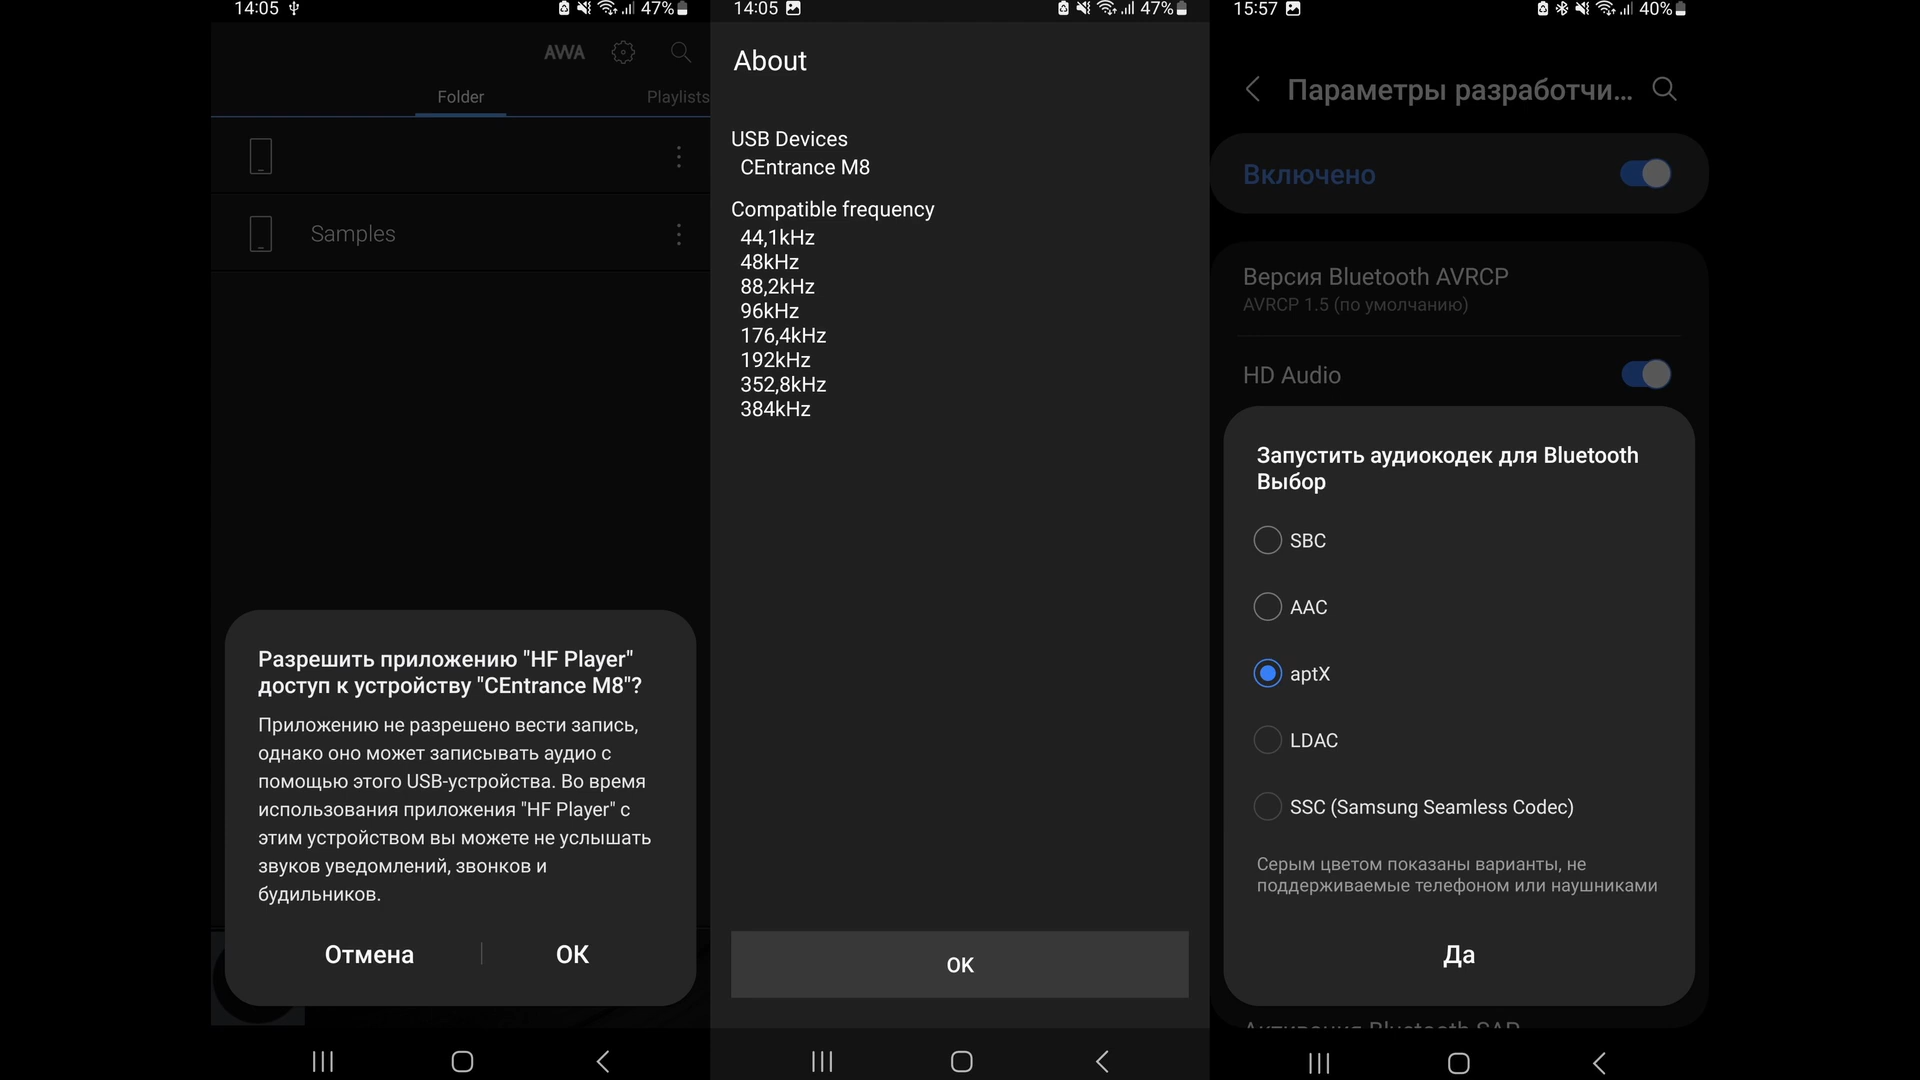 14:05
47%
AWA
Folder
Playlists
Samples
Разрешить приложению "HF Player"
доступ к устройству "CEntrance M8"?
Приложению не разрешено вести запись,
однако оно может записывать аудио с
помощью этого USB-устройства. Во время
использования приложения "HF Player" с
этим устройством вы можете не услышать
звуков уведомлений, звонков и
будильников.
Отмена
ОК
14:05
47%
About
USB Devices
CEntrance M8
Compatible frequency
44,1kHz
48kHz
88,2kHz
96kHz
176,4kHz
192kHz
352,8kHz
384kHz
OK
15:57
40%
Параметры разработчи...
Включено
Версия Bluetooth AVRCP
AVRCP 1.5 (по умолчанию)
HD Audio
Запустить аудиокодек для Bluetooth
Выбор
SBC
AAC
aptX
LDAC
SSC (Samsung Seamless Codec)
Серым цветом показаны варианты, не
поддерживаемые телефоном или наушниками
Да
Активация Bluetooth SAP